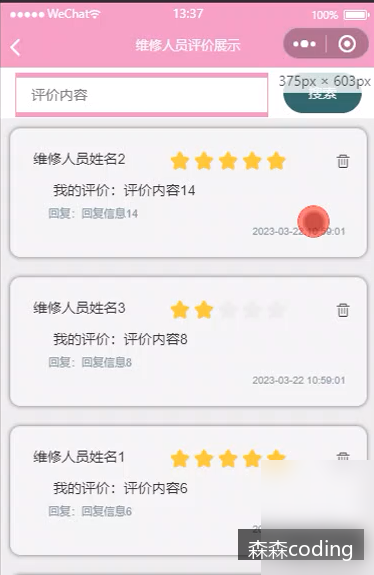 WeChat
13:37
100%
维修人员评价展示
375px × 603px
评价内容
搜索
维修人员姓名2
我的评价：评价内容14
回复：回复信息14
2023-03-22 10:59:01
维修人员姓名3
我的评价：评价内容8
回复：回复信息8
2023-03-22 10:59:01
维修人员姓名1
我的评价：评价内容6
回复：回复信息6
森森coding